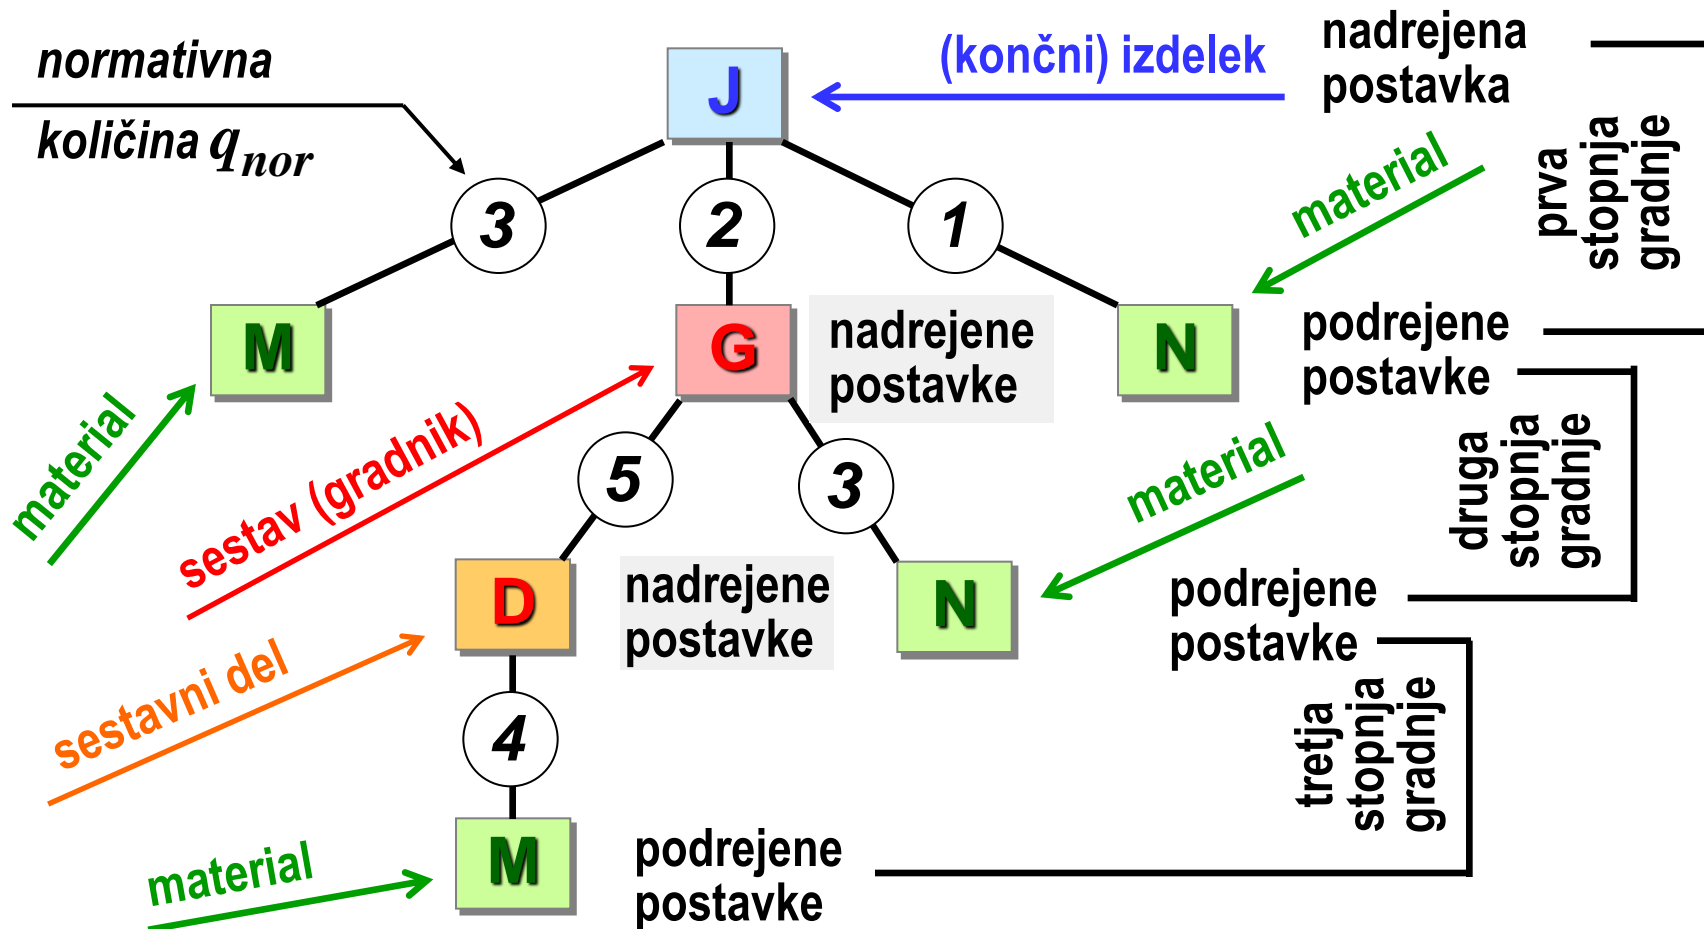 normativna
količina qnor
J
(končni) izdelek
nadrejena
postavka
prva
stopnja
gradnje
3
2
1
material
M
G
nadrejene
postavke
N
podrejene
postavke
material
sestav (gradnik)
5
3
material
druga
stopnja
gradnje
D
nadrejene
postavke
N
podrejene
postavke
sestavni del
4
tretja
stopnja
gradnje
material
M
podrejene
postavke